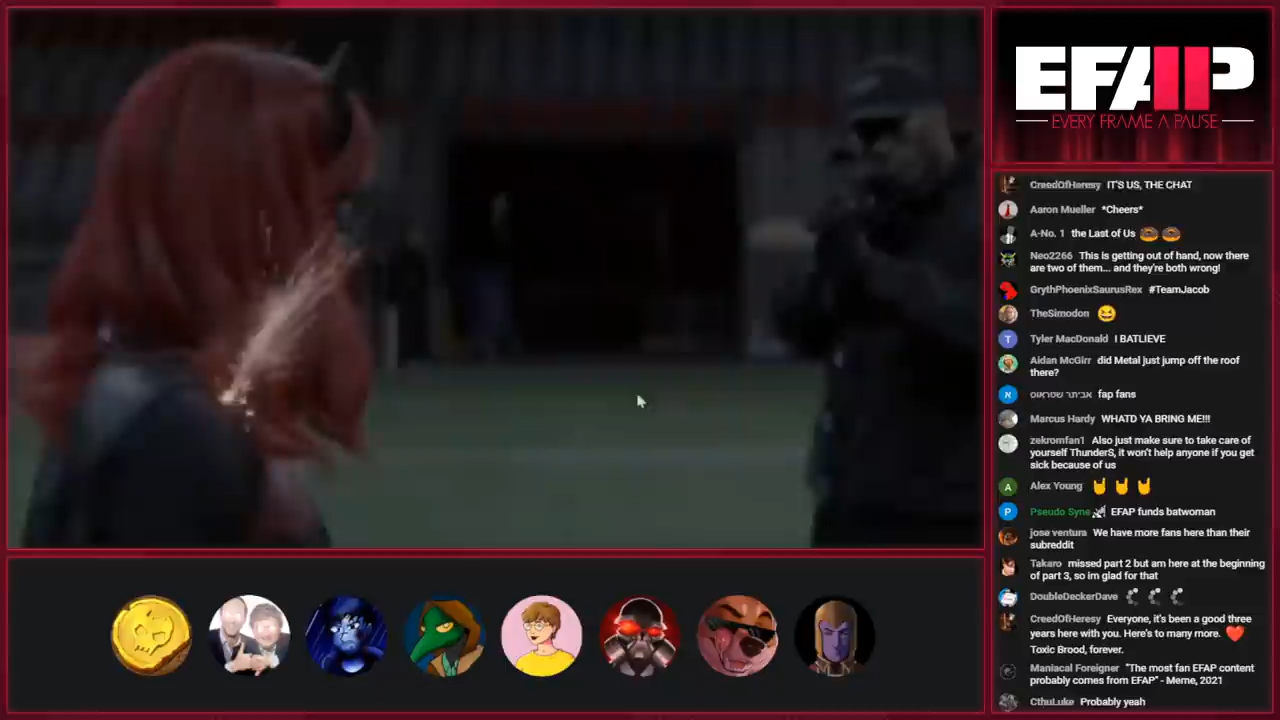 EFAP
EVERY FRAME A PAUSE
CreedOfHeresy IT'S US, THE CHAT
Aaron Mueller *Cheers*
A-No. 1 the Last of Us 🍩 🍩
Neo2266 This is getting out of hand, now there
are two of them... and they're both wrong!
GrythPhoenixSaurusRex #TeamJacob
TheSimodon 😆
T
Tyler MacDonald I BATLIEVE
Aidan McGirr did Metal just jump off the roof
there?
א
אביתר שטראוס fap fans
Marcus Hardy WHATD YA BRING ME!!!
zekromfan1 Also just make sure to take care of
yourself ThunderS, it won't help anyone if you get
sick because of us
A
Alex Young 🤘 🤘 🤘
P
Pseudo Syne EFAP funds batwoman
jose ventura We have more fans here than their
subreddit
Takaro missed part 2 but am here at the beginning
of part 3, so im glad for that
DoubleDeckerDave
CreedOfHeresy Everyone, it's been a good three
years here with you. Here's to many more. ❤️
Toxic Brood, forever.
Maniacal Foreigner "The most fan EFAP content
probably comes from EFAP" - Meme, 2021
CthuLuke Probably yeah